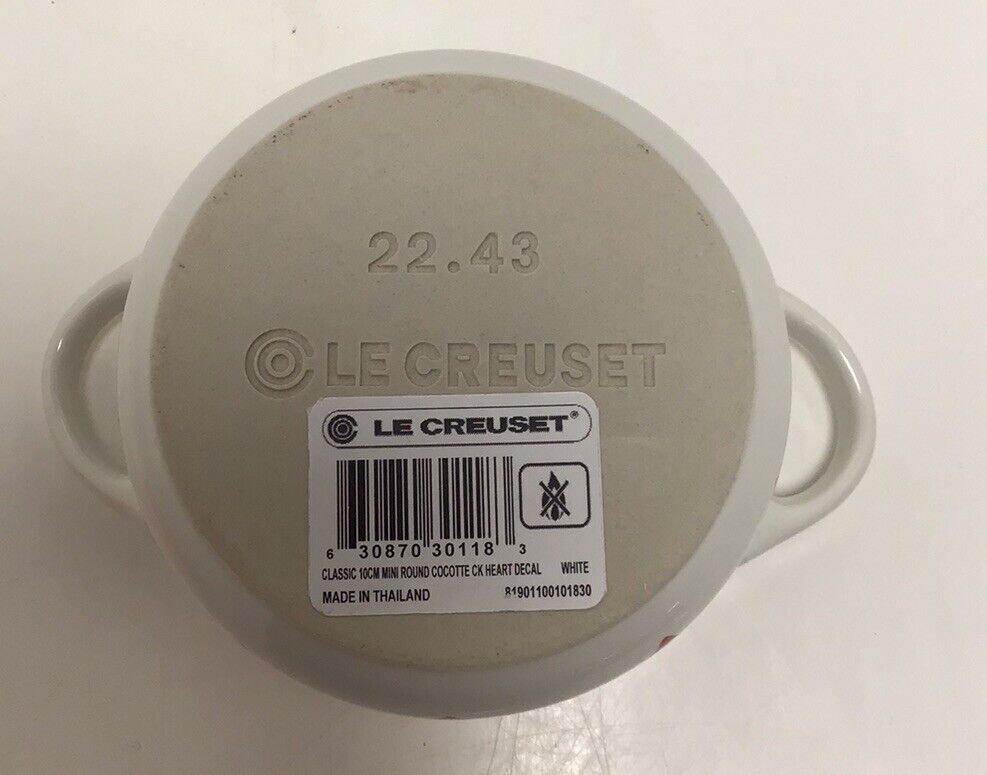 22.43
LE CREUSET
LE CREUSET®
6 30870 30118 3
CLASSIC 10CM MINI ROUND COCOTTE CK HEART DECAL WHITE
MADE IN THAILAND 81901100101830